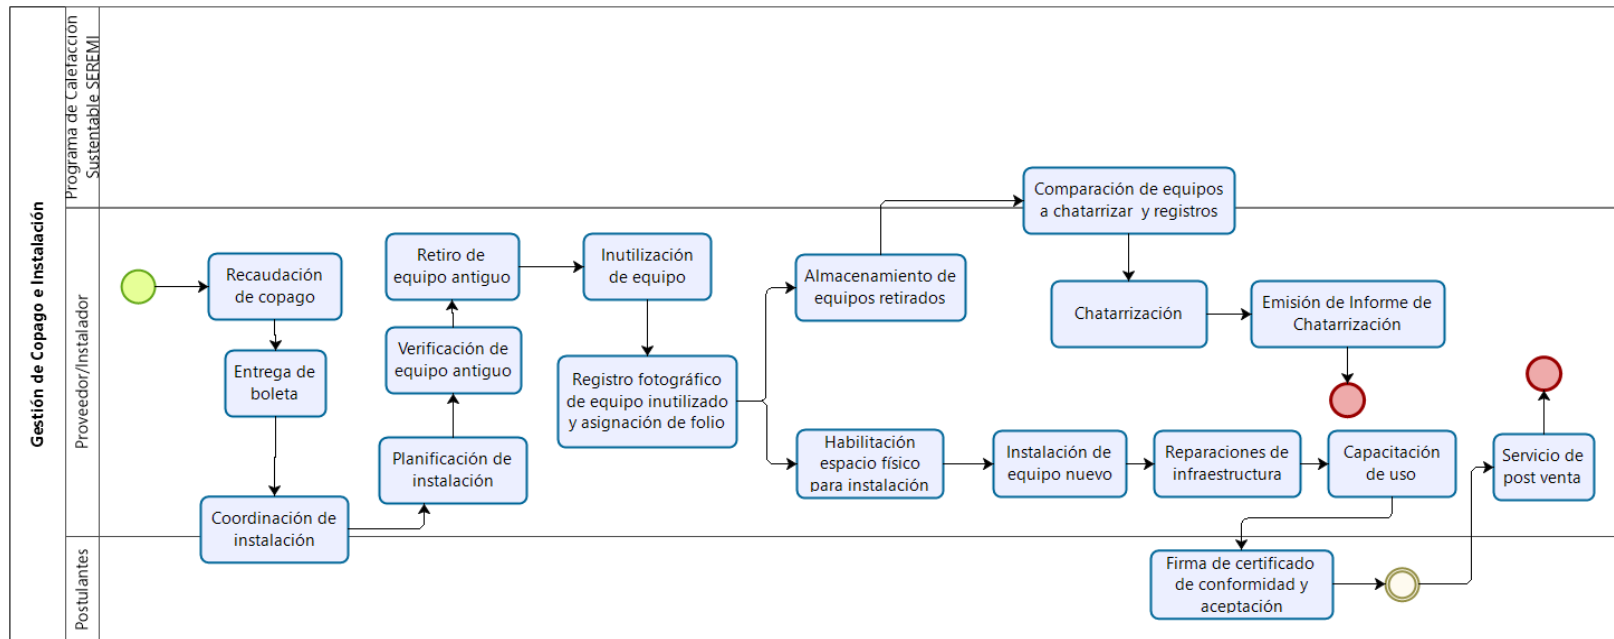 Gestión de Copago e Instalación
Programa de Calefacción
Sustentable SEREMI
Proveedor/Instalador
Postulantes
Recaudación
de copago
Entrega de
boleta
Coordinación de
instalación
Planificación de
instalación
Verificación de
equipo antiguo
Retiro de
equipo antiguo
Inutilización
de equipo
Registro fotográfico
de equipo inutilizado
y asignación de folio
Almacenamiento de
equipos retirados
Comparación de equipos
a chatarrizar y registros
Chatarrización
Emisión de Informe de
Chatarrización
Habilitación
espacio físico
para instalación
Instalación de
equipo nuevo
Reparaciones de
infraestructura
Capacitación
de uso
Firma de certificado
de conformidad y
aceptación
Servicio de
post venta